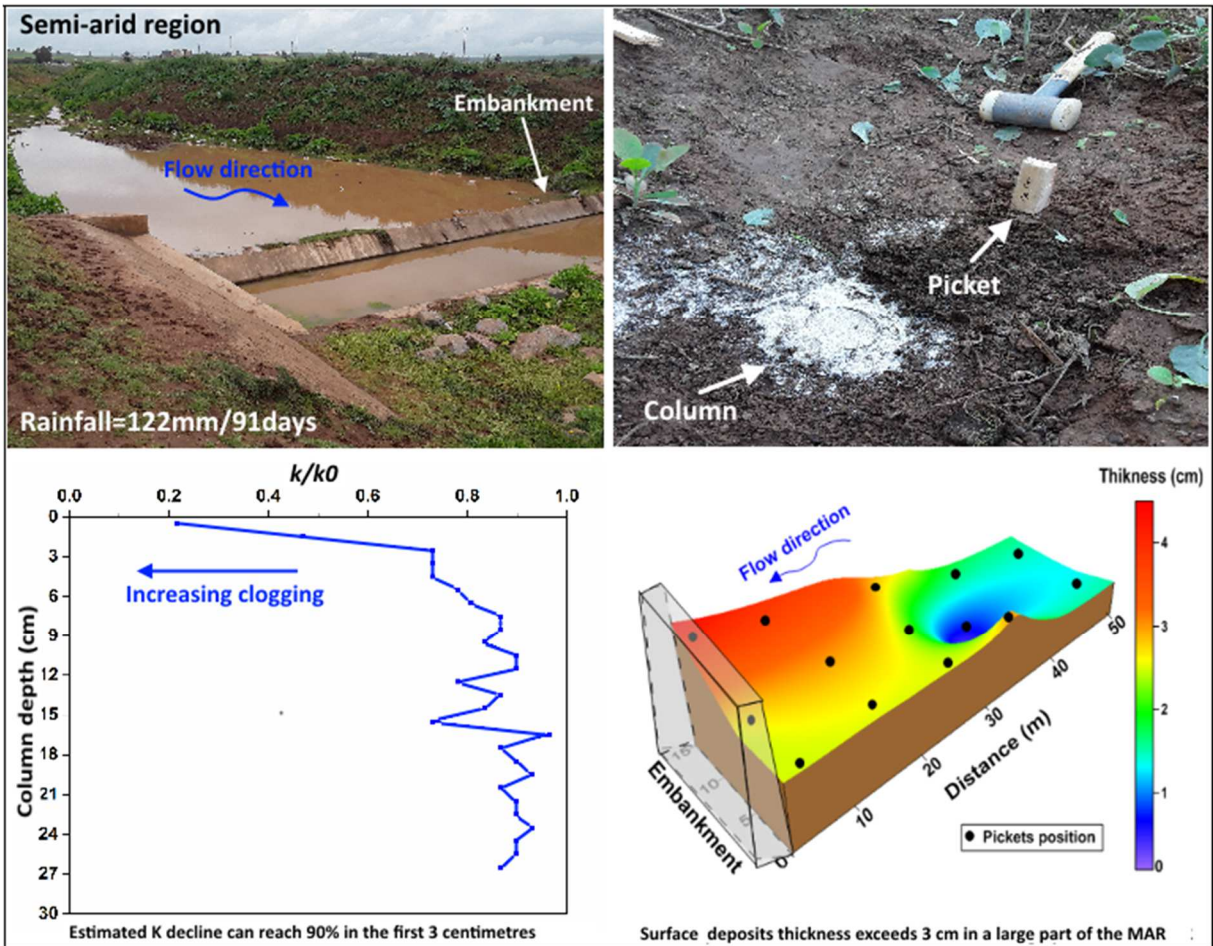 Semi-arid region
Embankment
Flow direction
Rainfall=122mm/91days
Picket
Column
k/k0
0.0 0.2 0.4 0.6 0.8 1.0
0
3
6
9
12
15
18
21
24
27
30
Column depth (cm)
Increasing clogging
Estimated K decline can reach 90% in the first 3 centimetres
Thikness (cm)
4
3
2
1
0
Flow direction
50
40
30
20
10
0
Distance (m)
15
10
5
Embankment
Pickets position
Surface deposits thickness exceeds 3 cm in a large part of the MAR